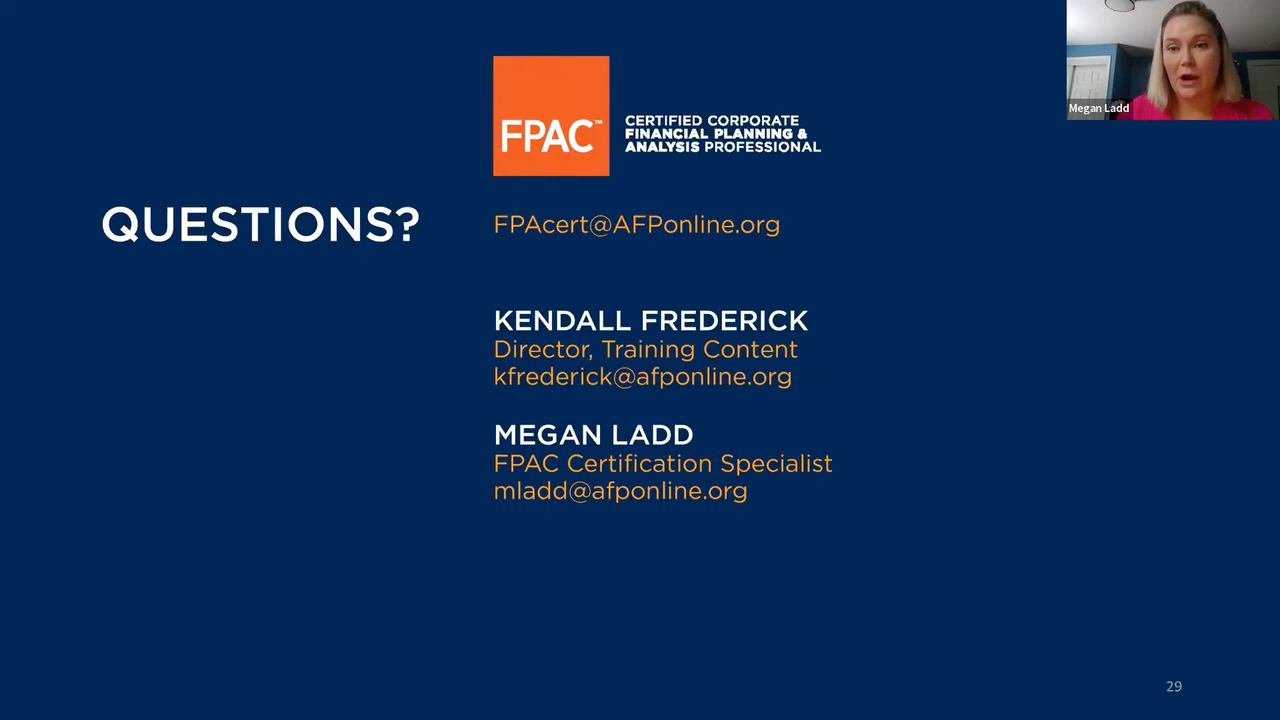 FPAC™
CERTIFIED CORPORATE
FINANCIAL PLANNING &
ANALYSIS PROFESSIONAL
Megan Ladd
QUESTIONS?
FPAcert@AFPonline.org
KENDALL FREDERICK
Director, Training Content
kfrederick@afponline.org
MEGAN LADD
FPAC Certification Specialist
mladd@afponline.org
29